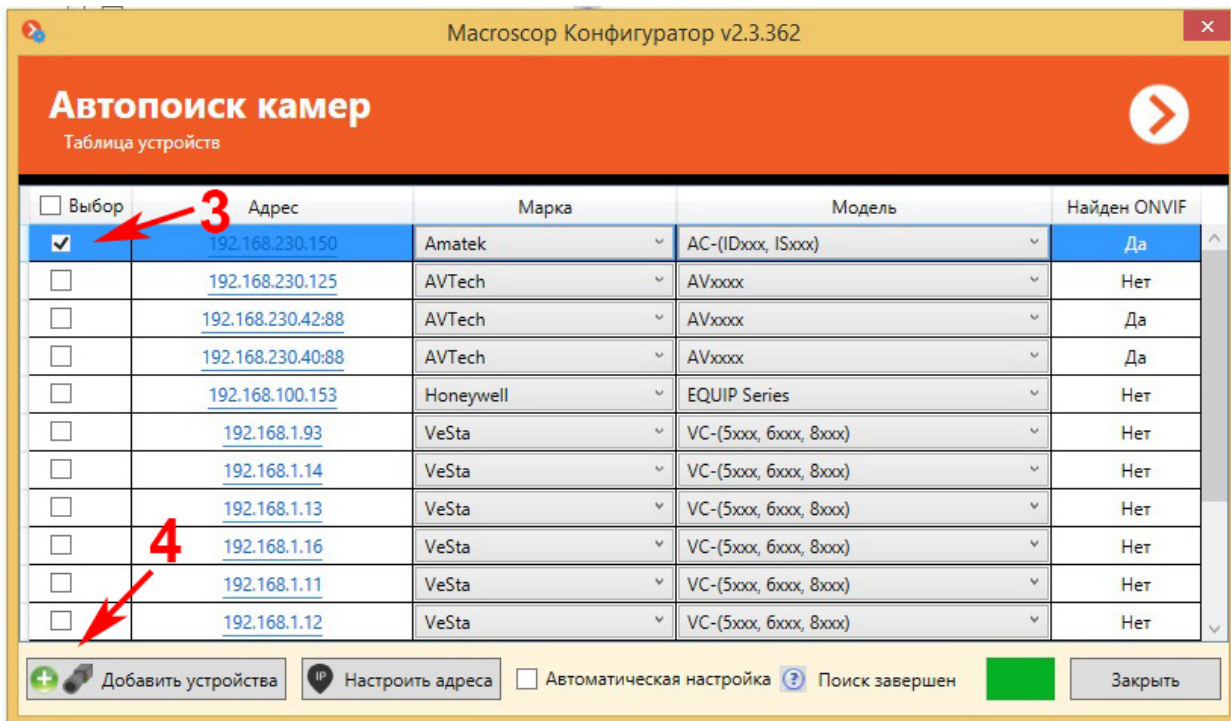 Macroscop Конфигуратор v2.3.362
Автопоиск камер
Таблица устройств
Выбор 3 Адрес Марка Модель Найден ONVIF
192.168.230.150 Amatek AC-(IDxxx, ISxxx) Да
192.168.230.125 AVTech AVxxxx Нет
192.168.230.42:88 AVTech AVxxxx Да
192.168.230.40:88 AVTech AVxxxx Да
192.168.100.153 Honeywell EQUIP Series Нет
192.168.1.93 VeSta VC-(5xxx, 6xxx, 8xxx) Нет
192.168.1.14 VeSta VC-(5xxx, 6xxx, 8xxx) Нет
192.168.1.13 VeSta VC-(5xxx, 6xxx, 8xxx) Нет
4 192.168.1.16 VeSta VC-(5xxx, 6xxx, 8xxx) Нет
192.168.1.11 VeSta VC-(5xxx, 6xxx, 8xxx) Нет
192.168.1.12 VeSta VC-(5xxx, 6xxx, 8xxx) Нет
Добавить устройства IP Настроить адреса Автоматическая настройка ? Поиск завершен Закрыть